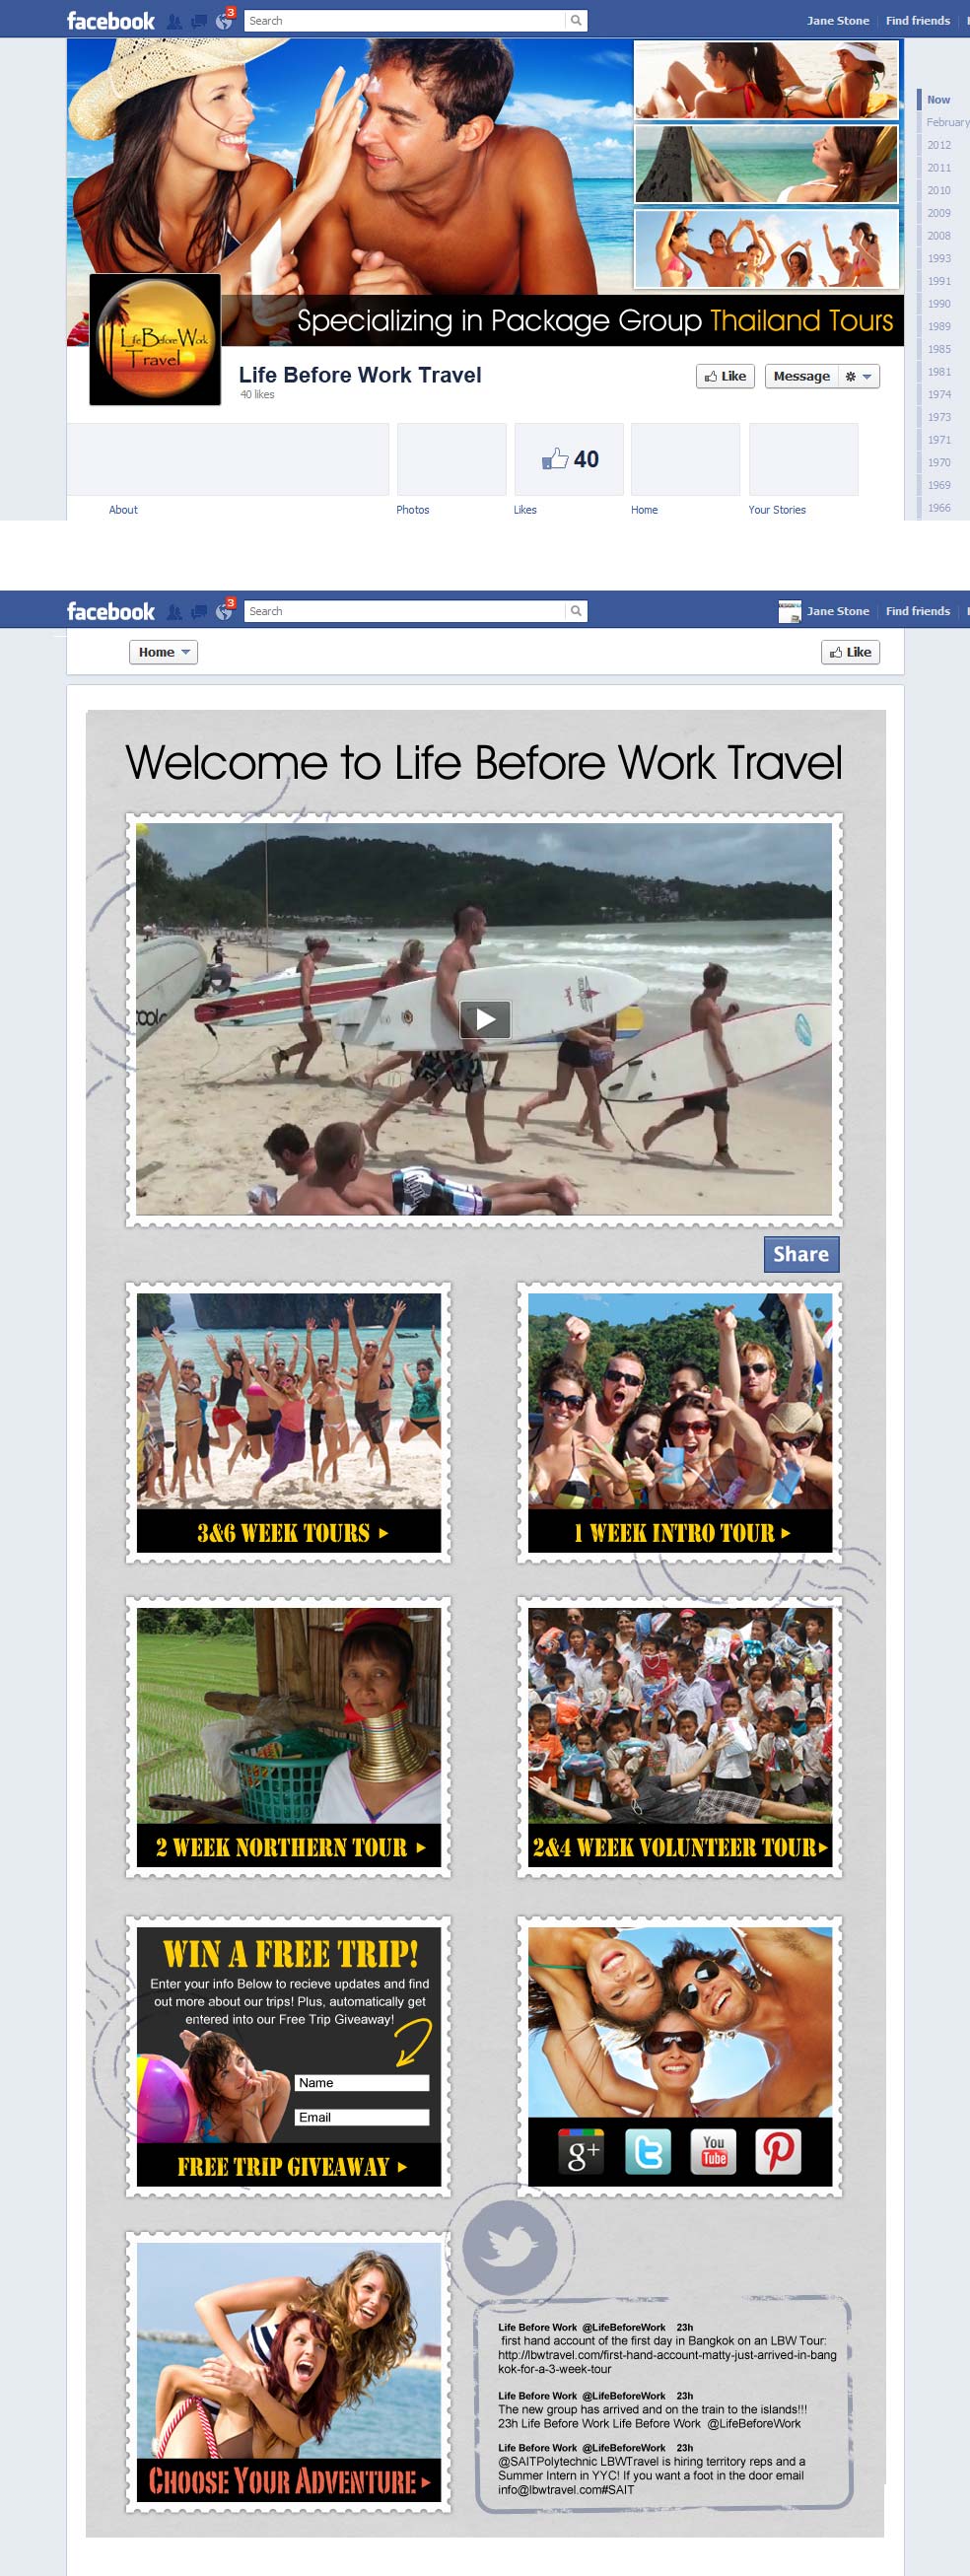 facebook
3
Search
Jane Stone
Find friends
Now
February
2012
2011
2010
2009
2008
1993
1991
1990
1989
1985
1981
1974
1973
1971
1970
1969
1966
Specializing in Package Group Thailand Tours
Life Before Work
Travel
Life Before Work Travel
40 likes
Like
Message
40
About
Photos
Likes
Home
Your Stories
facebook
3
Search
Jane Stone
Find friends
Home
Like
Welcome to Life Before Work Travel
Share
3&6 WEEK TOURS
1 WEEK INTRO TOUR
2 WEEK NORTHERN TOUR
2&4 WEEK VOLUNTEER TOUR
WIN A FREE TRIP!
Enter your info Below to recieve updates and find
out more about our trips! Plus, automatically get
entered into our Free Trip Giveaway!
Name
Email
FREE TRIP GIVEAWAY
g+
You
Tube
CHOOSE YOUR ADVENTURE
Life Before Work @LifeBeforeWork 23h
first hand account of the first day in Bangkok on an LBW Tour:
http://lbwtravel.com/first-hand-account-matty-just-arrived-in-bang
kok-for-a-3-week-tour
Life Before Work @LifeBeforeWork 23h
The new group has arrived and on the train to the islands!!!
23h Life Before Work Life Before Work @LifeBeforeWork
Life Before Work @LifeBeforeWork 23h
@SAITPolytechnic LBWTravel is hiring territory reps and a
Summer Intern in YYC! If you want a foot in the door email
info@lbwtravel.com#SAIT